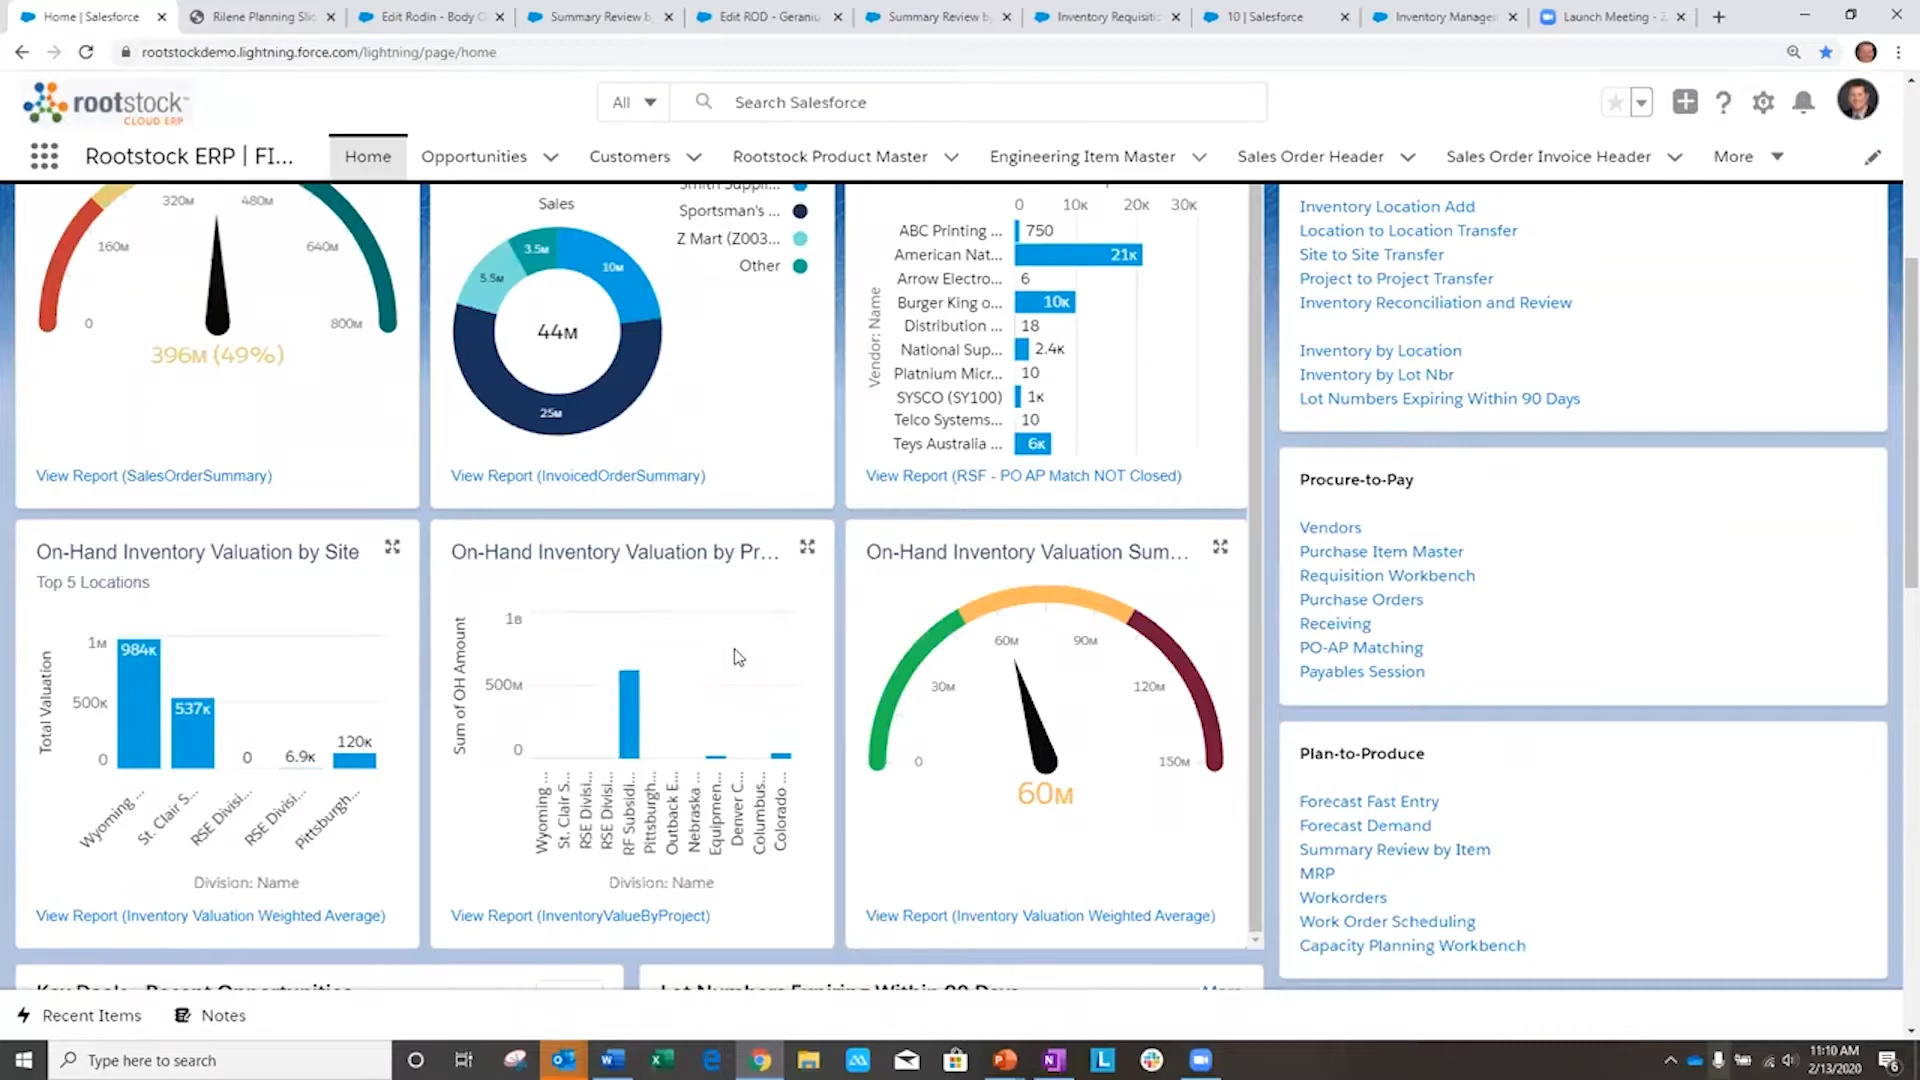 Home | Salesforce
Rilene Planning Slic
Edit Rodin - Body C
Summary Review b
Edit ROD - Geraniu
Summary Review by
Inventory Requisitic
10 | Salesforce
Inventory Manage
Launch Meeting - Z
rootstockdemo.lightning.force.com/lightning/page/home
rootstock
CLOUD ERP
All
Search Salesforce
Rootstock ERP | FI...
Home
Opportunities
Customers
Rootstock Product Master
Engineering Item Master
Sales Order Header
Sales Order Invoice Header
More
320M
480M
160M
640M
0
800M
396M (49%)
View Report (SalesOrderSummary)
Sales
Smith Suppli...
Sportsman's ...
Z Mart (Z003...
Other
3.5M
10M
5.5M
44M
25M
View Report (InvoicedOrderSummary)
0 10K 20K 30K
Vendor: Name
ABC Printing ... 750
American Nat... 21K
Arrow Electro... 6
Burger King o... 10K
Distribution ... 18
National Sup... 2.4K
Platnium Micr... 10
SYSCO (SY100) 1K
Telco Systems... 10
Teys Australia ... 6K
View Report (RSF - PO AP Match NOT Closed)
Inventory Location Add
Location to Location Transfer
Site to Site Transfer
Project to Project Transfer
Inventory Reconciliation and Review
Inventory by Location
Inventory by Lot Nbr
Lot Numbers Expiring Within 90 Days
Procure-to-Pay
Vendors
Purchase Item Master
Requisition Workbench
Purchase Orders
Receiving
PO-AP Matching
Payables Session
Plan-to-Produce
Forecast Fast Entry
Forecast Demand
Summary Review by Item
MRP
Workorders
Work Order Scheduling
Capacity Planning Workbench
On-Hand Inventory Valuation by Site
Top 5 Locations
Total Valuation
1M
500K
0
984K
537K
0
6.9K
120K
Wyoming ...
St. Clair S...
RSE Divisi...
RSE Divisi...
Pittsburgh...
Division: Name
View Report (Inventory Valuation Weighted Average)
On-Hand Inventory Valuation by Pr...
Sum of OH Amount
1B
500M
0
Wyoming ...
St. Clair S...
RSE Divisi...
RSE Divisi...
RF Subsidi...
Pittsburgh...
Outback E...
Nebraska ...
Equipmen...
Denver C...
Columbus...
Colorado ...
Division: Name
View Report (InventoryValueByProject)
On-Hand Inventory Valuation Sum...
60M
90M
30M
120M
0
150M
60M
View Report (Inventory Valuation Weighted Average)
Key Deals - Recent Opportunities
Lot Numbers Expiring Within 90 Days
More
Recent Items
Notes
Type here to search
11:10 AM
2/13/2020
6